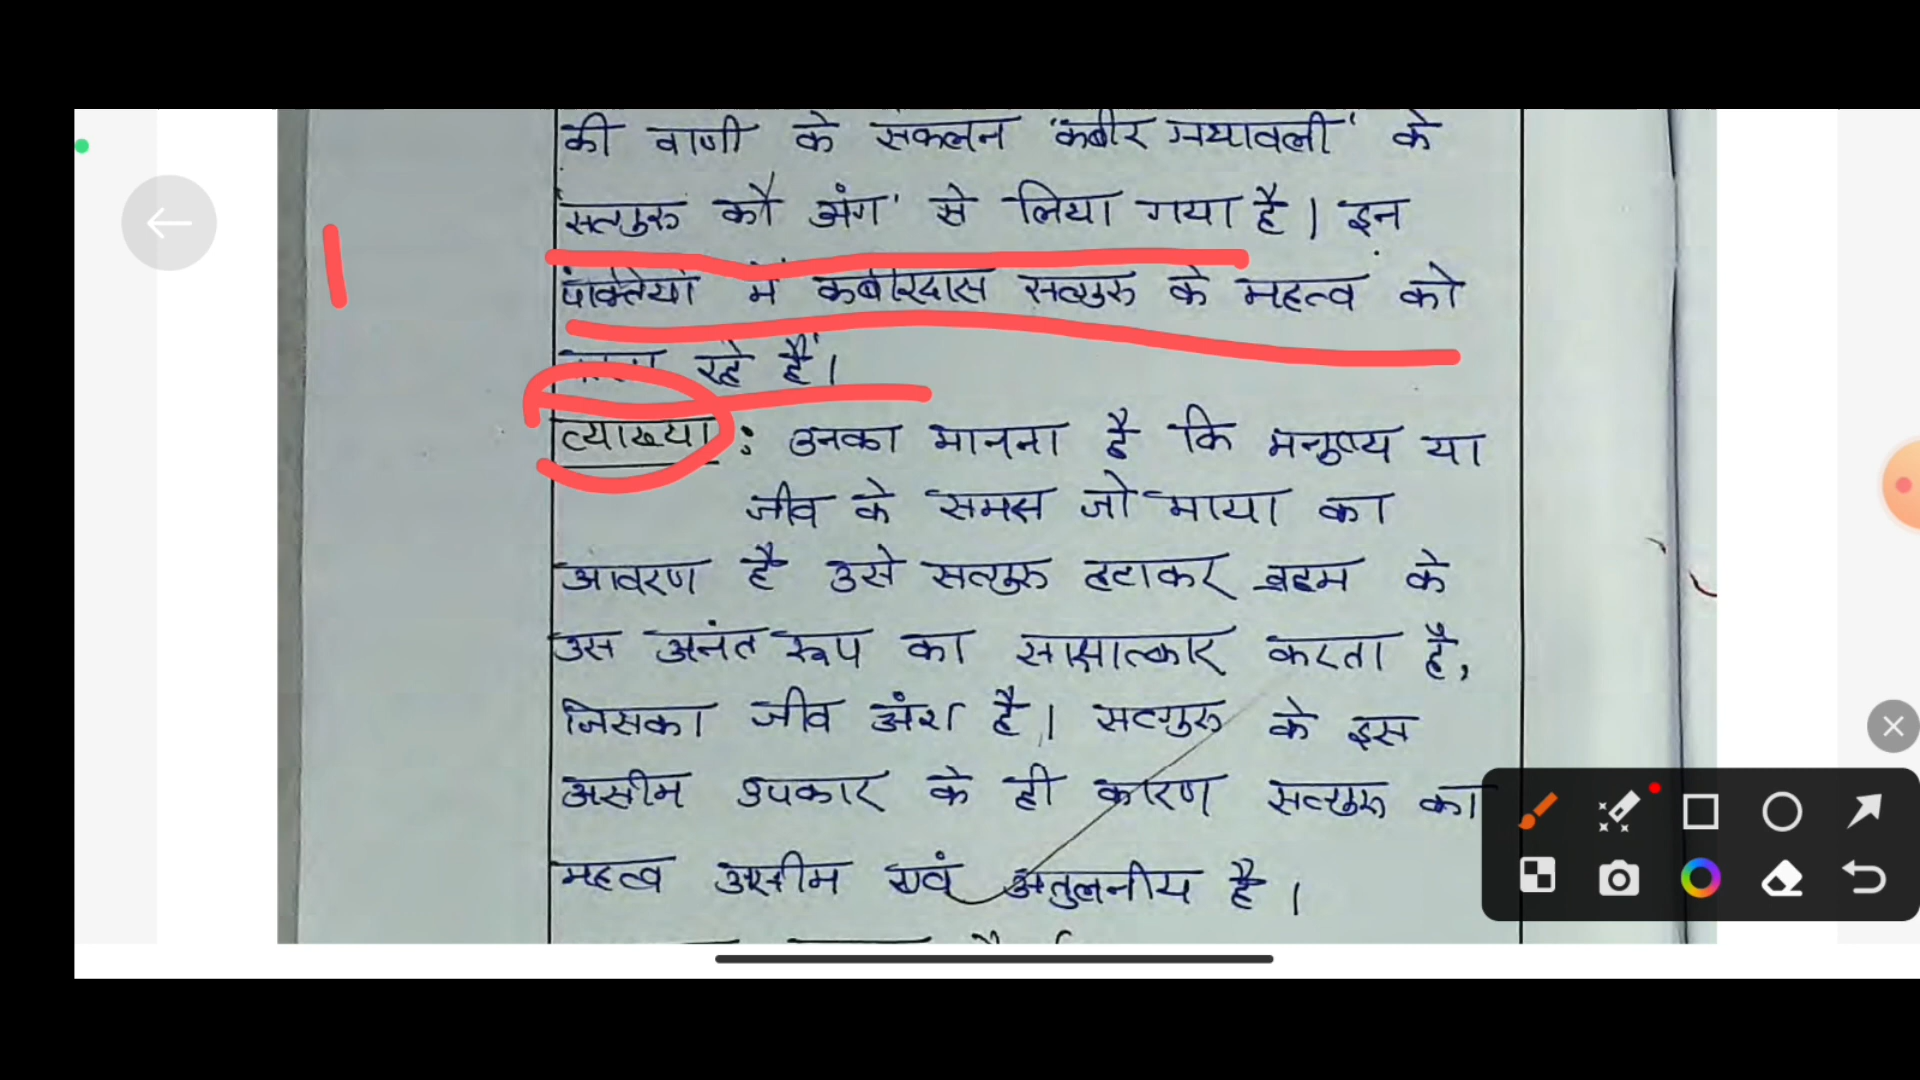 की वाणी के संकलन 'कबीर ग्रंथावली' के
सतगुरु कौ अंग' से लिया गया है। इन
पंक्तियों में कबीरदास सतगुरु के महत्व को
रहे हैं।
व्याख्या : उनका मानना है कि मनुष्य या
जीव के समक्ष जो माया का
आवरण है उसे सतगुरु हटाकर ब्रहम के
उस अनंत रूप का साक्षात्कार करता है,
जिसका जीव अंश है। सतगुरु के इस
असीम उपकार के ही कारण सतगुरु का
महत्व असीम एवं अतुलनीय है।